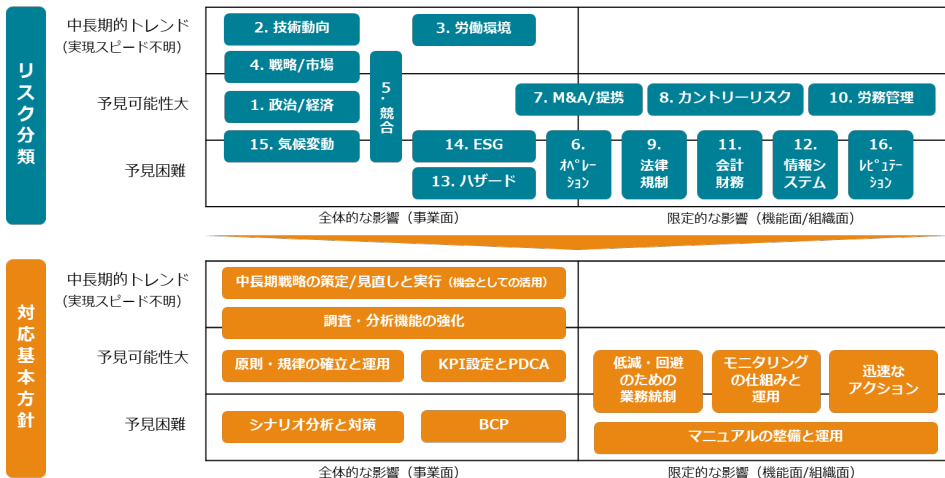 リスク分類
中長期的トレンド
(実現スピード不明)
予見可能性大
予見困難
2. 技術動向
3. 労働環境
4. 戦略/市場
5.競合
1. 政治/経済
7. M&A/提携
8. カントリーリスク
10. 労務管理
15. 気候変動
14. ESG
13. ハザード
6.
ｵﾍﾟﾚｰ
ｼｮﾝ
9.
法律
規制
11.
会計
財務
12.
情報シ
ステム
16.
ﾚﾋﾟｭﾃｰ
ｼｮﾝ
全体的な影響（事業面）
限定的な影響（機能面/組織面）
対応基本方針
中長期的トレンド
(実現スピード不明)
予見可能性大
予見困難
中長期戦略の策定/見直しと実行（機会としての活用）
調査・分析機能の強化
原則・規律の確立と運用
KPI設定とPDCA
低減・回避
のための
業務統制
モニタリング
の仕組みと
運用
迅速な
アクション
シナリオ分析と対策
BCP
マニュアルの整備と運用
全体的な影響（事業面）
限定的な影響（機能面/組織面）